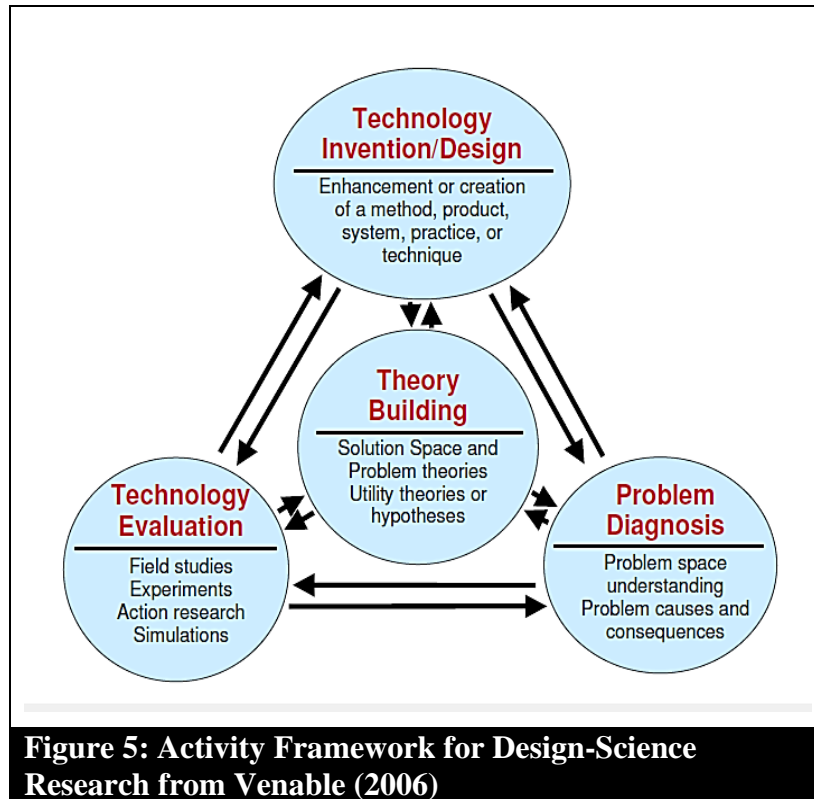 Technology
Invention/Design
Enhancement or creation
of a method, product,
system, practice, or
technique
Theory
Building
Solution Space and
Problem theories
Utility theories or
hypotheses
Technology
Evaluation
Field studies
Experiments
Action research
Simulations
Problem
Diagnosis
Problem space
understanding
Problem causes and
consequences
Figure 5: Activity Framework for Design-Science
Research from Venable (2006)